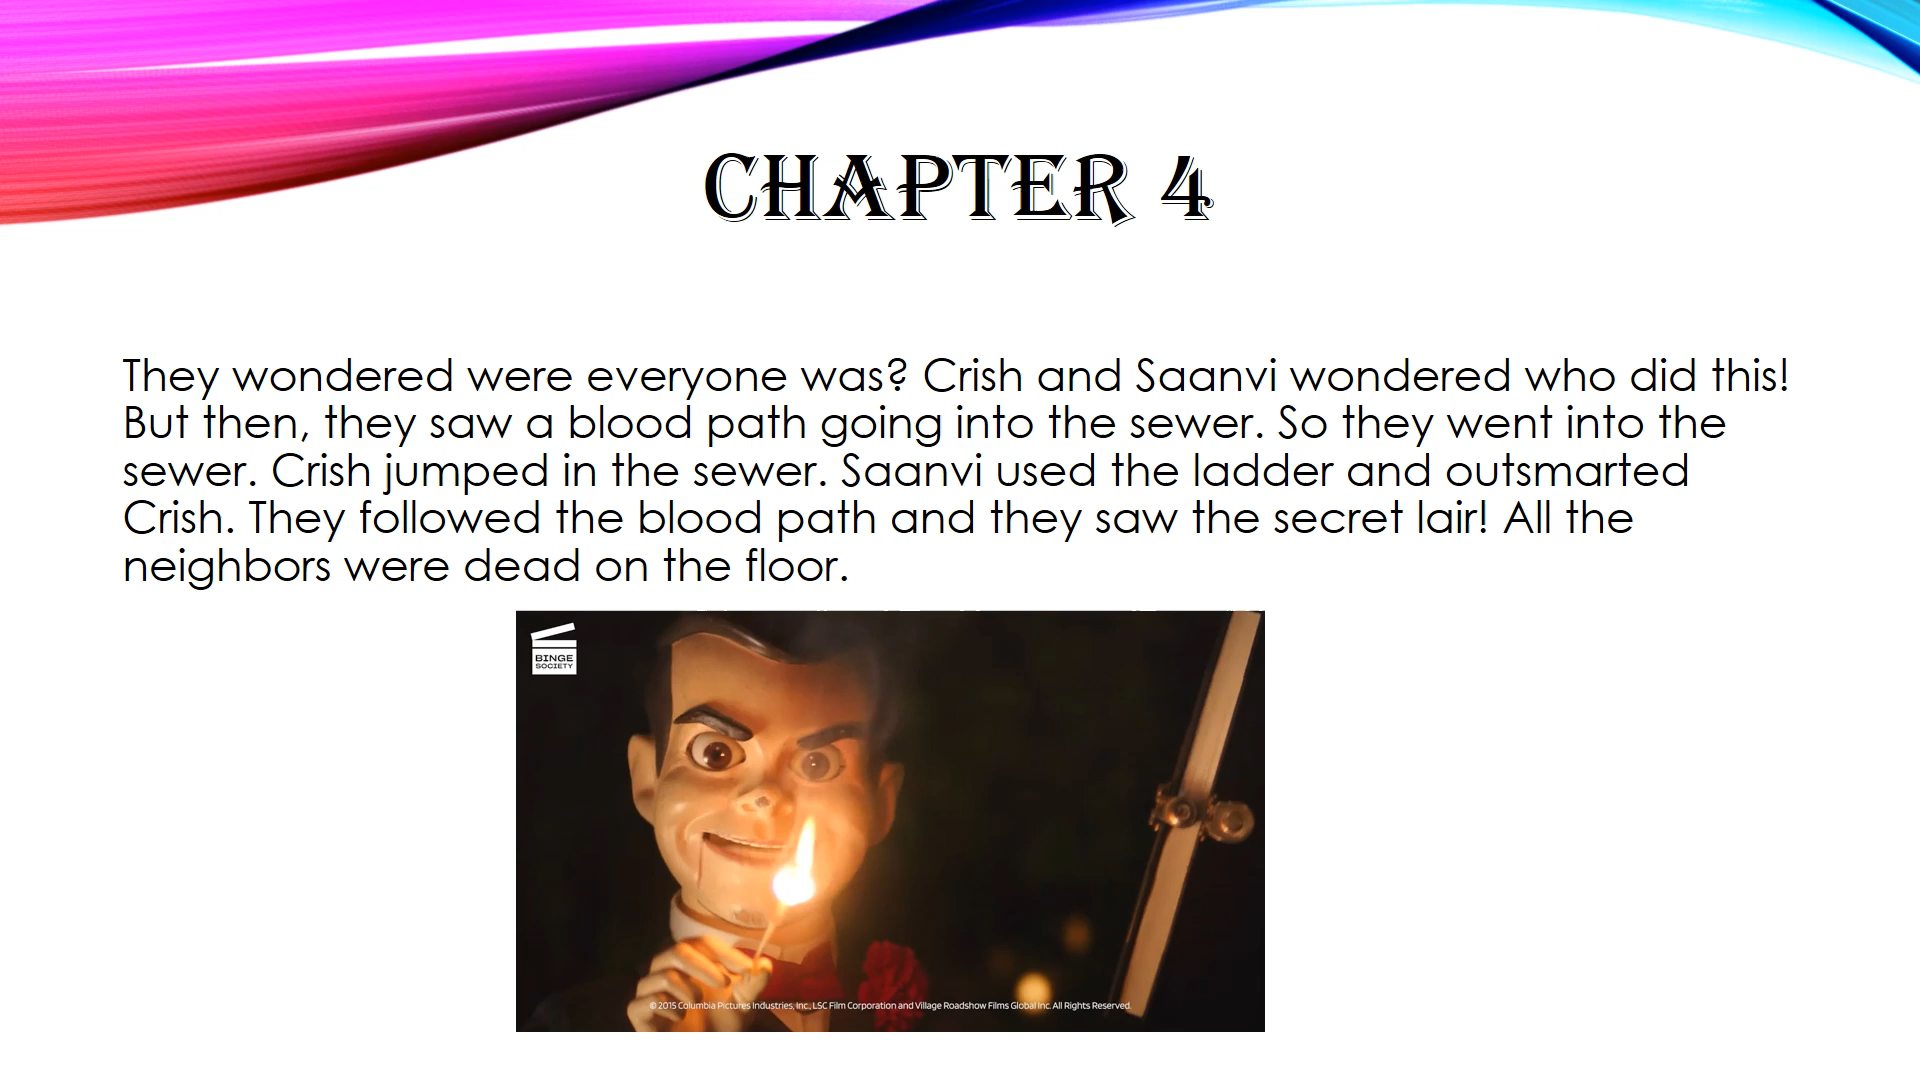 CHAPTER 4
They wondered were everyone was? Crish and Saanvi wondered who did this!
But then, they saw a blood path going into the sewer. So they went into the
sewer. Crish jumped in the sewer. Saanvi used the ladder and outsmarted
Crish. They followed the blood path and they saw the secret lair! All the
neighbors were dead on the floor.
BINGE
SOCIETY
© 2015 Columbia Pictures Industries, Inc., LSC Film Corporation and Village Roadshow Films Global Inc. All Rights Reserved.